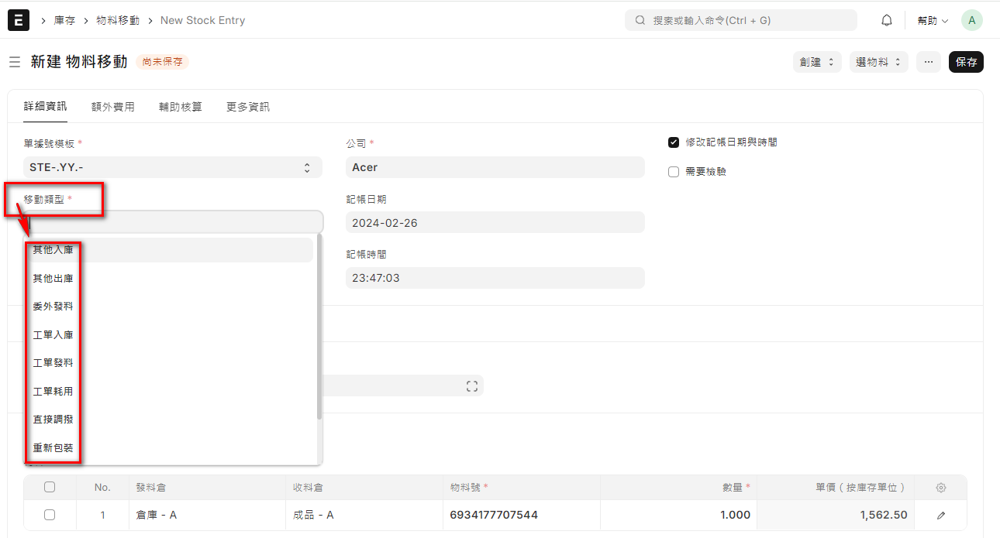 E > 庫存 > 物料移動 > New Stock Entry 搜索或輸入命令(Ctrl + G) 幫助 A
新建 物料移動 尚未保存 創建 選物料 ... 保存
詳細資訊 額外費用 輔助核算 更多資訊
單據號模板 * 公司 * 修改記帳日期與時間
STE-.YY.- Acer
需要檢驗
移動類型 * 記帳日期
2024-02-26
其他入庫 記帳時間
其他出庫 23:47:03
委外發料
工單入庫
工單發料
工單耗用
直接調撥
重新包裝
No. 發料倉 收料倉 物料號 * 數量 * 單價（按庫存單位）
1 倉庫 - A 成品 - A 6934177707544 1.000 1,562.50